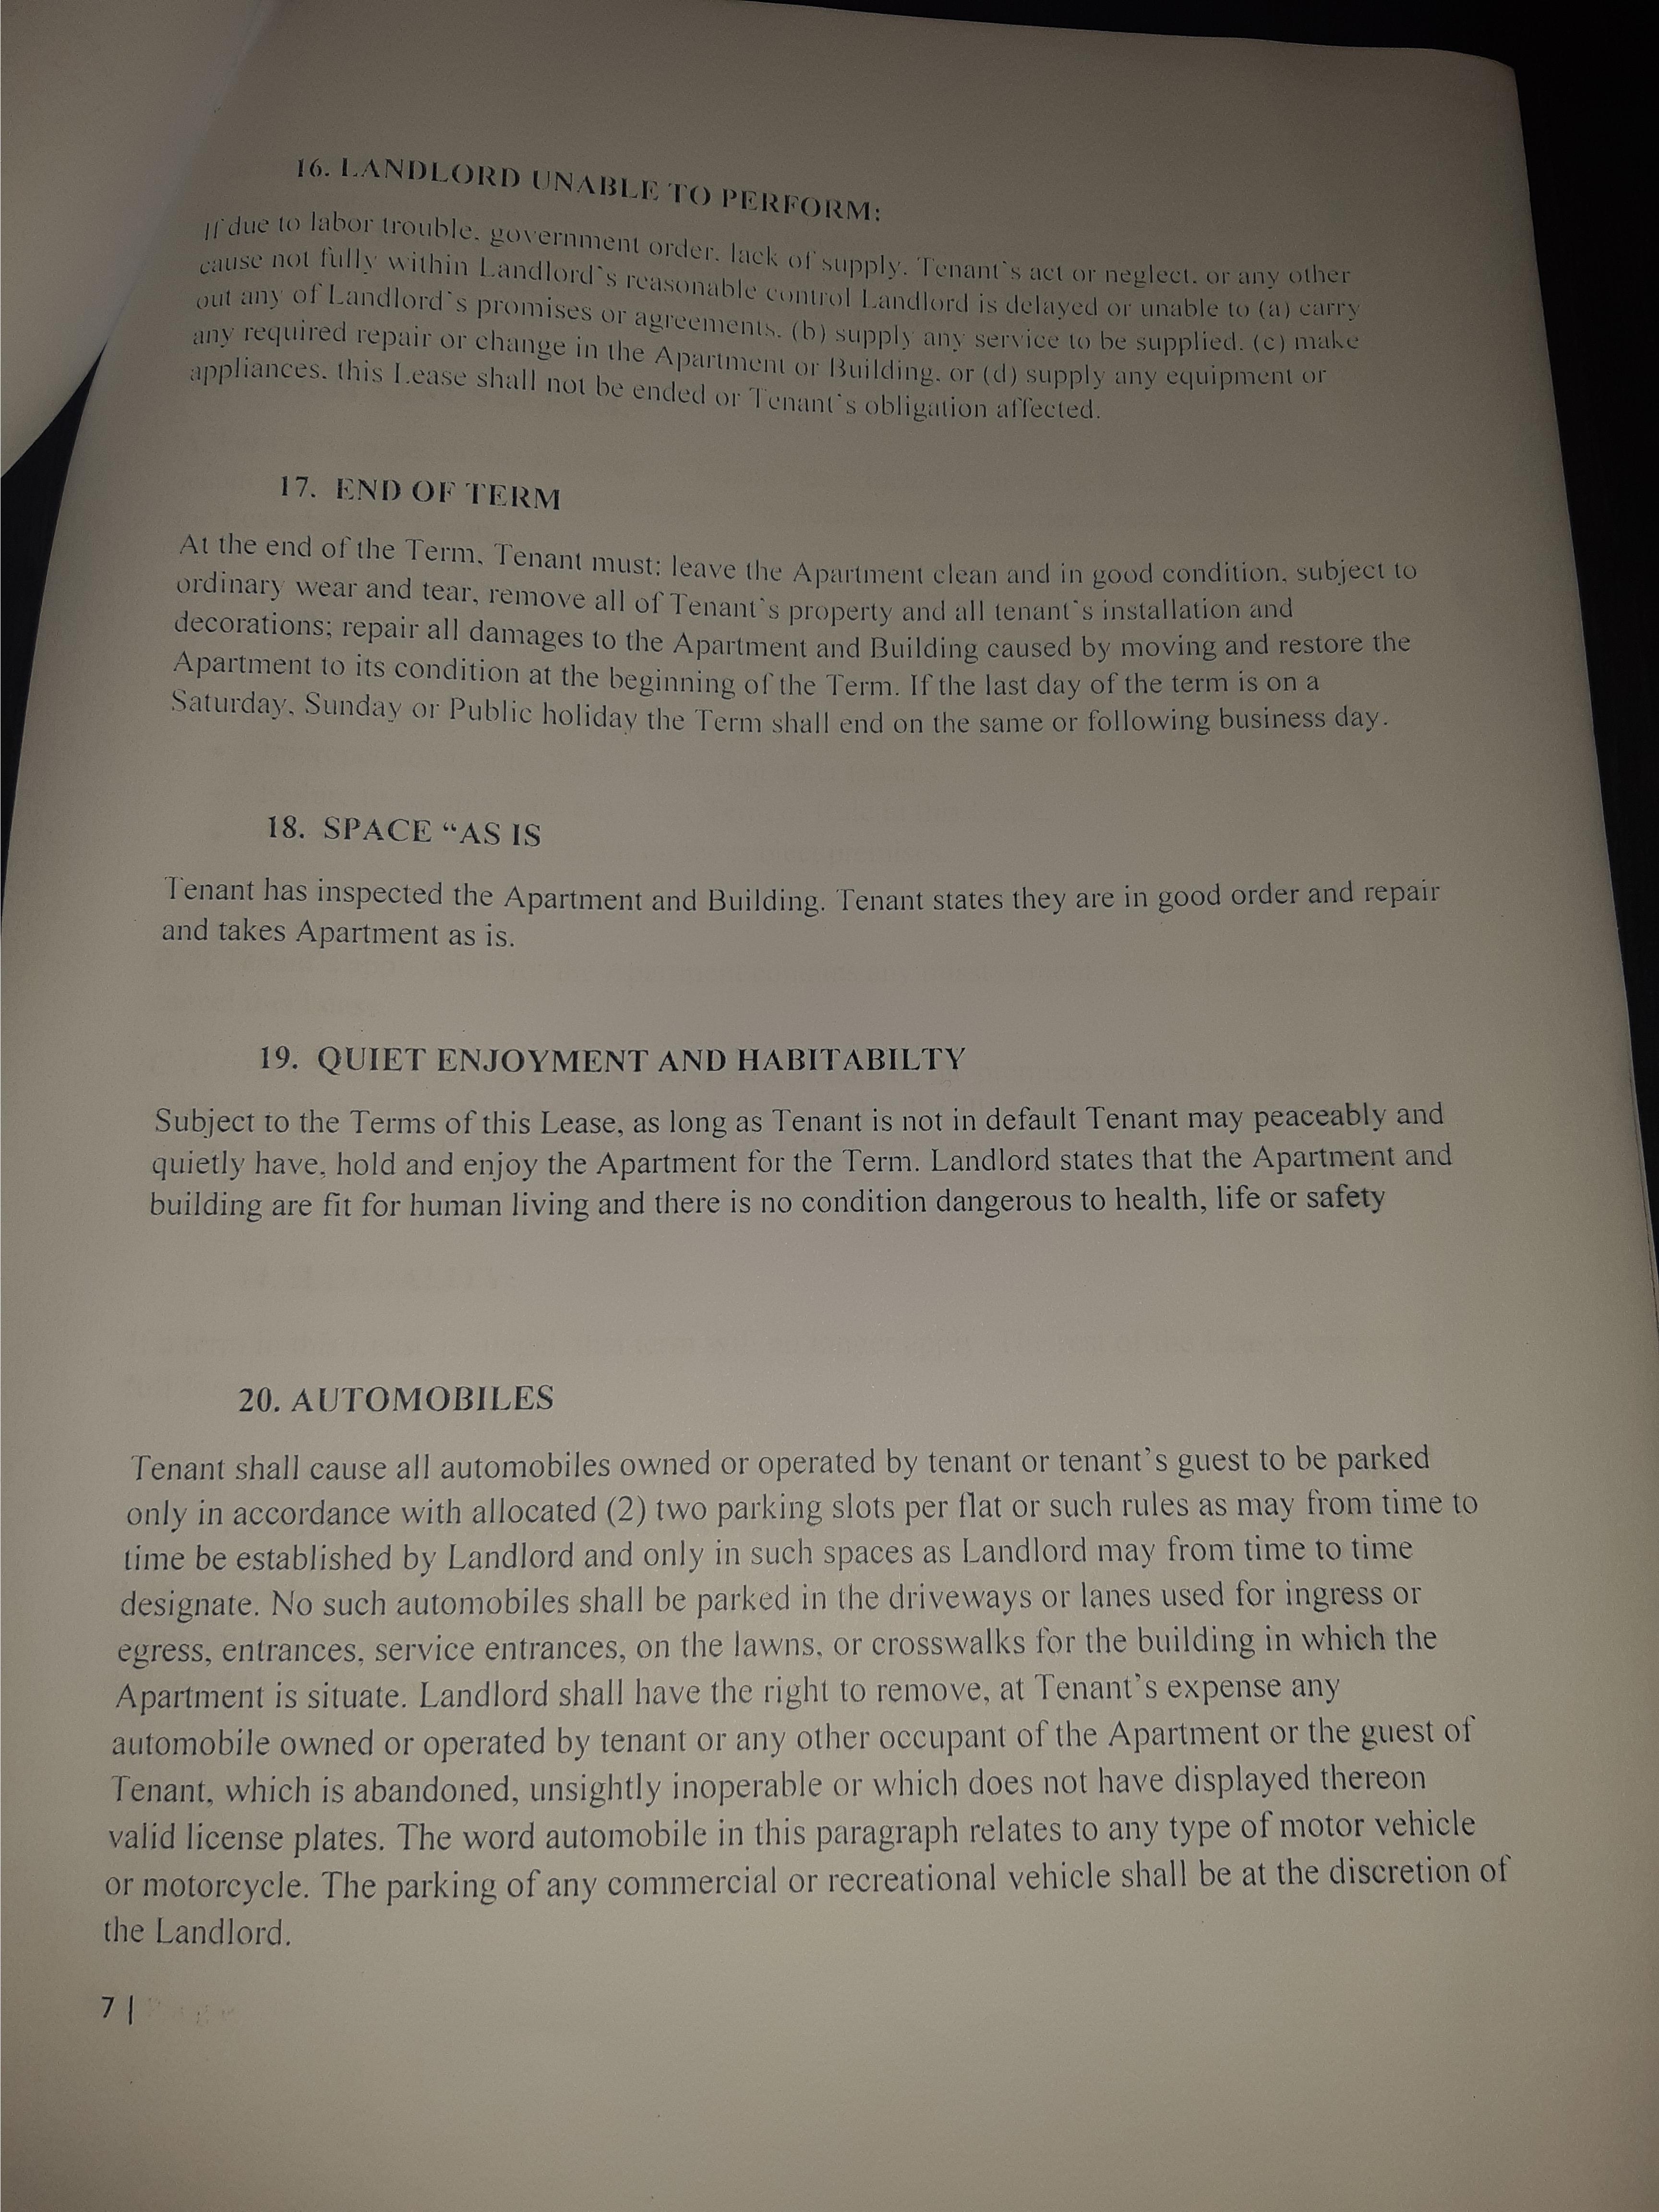 16. LANDLORD UNABLE TO PERFORM:
If due to labor trouble, government order, lack of supply, Tenant's act or neglect, or any other
cause not fully within Landlord's reasonable control Landlord is delayed or unable to (a) carry
out any of Landlord's promises or agreements, (b) supply any service to be supplied, (c) make
any required repair or change in the Apartment or Building, or (d) supply any equipment or
appliances, this Lease shall not be ended or Tenant's obligation affected.
17. END OF TERM
At the end of the Term, Tenant must; leave the Apartment clean and in good condition, subject to
ordinary wear and tear, remove all of Tenant's property and all tenant's installation and
decorations; repair all damages to the Apartment and Building caused by moving and restore the
Apartment to its condition at the beginning of the Term. If the last day of the term is on a
Saturday, Sunday or Public holiday the Term shall end on the same or following business day.
18. SPACE “AS IS
Tenant has inspected the Apartment and Building. Tenant states they are in good order and repair
and takes Apartment as is.
19. QUIET ENJOYMENT AND HABITABILTY
Subject to the Terms of this Lease, as long as Tenant is not in default Tenant may peaceably and
quietly have, hold and enjoy the Apartment for the Term. Landlord states that the Apartment and
building are fit for human living and there is no condition dangerous to health, life or safety
20. AUTOMOBILES
Tenant shall cause all automobiles owned or operated by tenant or tenant's guest to be parked
only in accordance with allocated (2) two parking slots per flat or such rules as may from time to
time be established by Landlord and only in such spaces as Landlord may from time to time
designate. No such automobiles shall be parked in the driveways or lanes used for ingress or
egress, entrances, service entrances, on the lawns, or crosswalks for the building in which the
Apartment is situate. Landlord shall have the right to remove, at Tenant's expense any
automobile owned or operated by tenant or any other occupant of the Apartment or the guest of
Tenant, which is abandoned, unsightly inoperable or which does not have displayed thereon
valid license plates. The word automobile in this paragraph relates to any type of motor vehicle
or motorcycle. The parking of any commercial or recreational vehicle shall be at the discretion of
the Landlord.
7 |